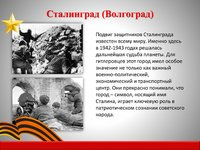 Сталинград (Волгоград)
Подвиг защитников Сталинграда
известен всему миру. Именно здесь
в 1942-1943 годах решалась
дальнейшая судьба планеты. Для
гитлеровцев этот город имел особое
значение не только как важный
военно-политический,
экономический и транспортный
центр. Они прекрасно понимали, что
город – символ, носящий имя
Сталина, играет ключевую роль в
патриотическом сознании советского
народа.